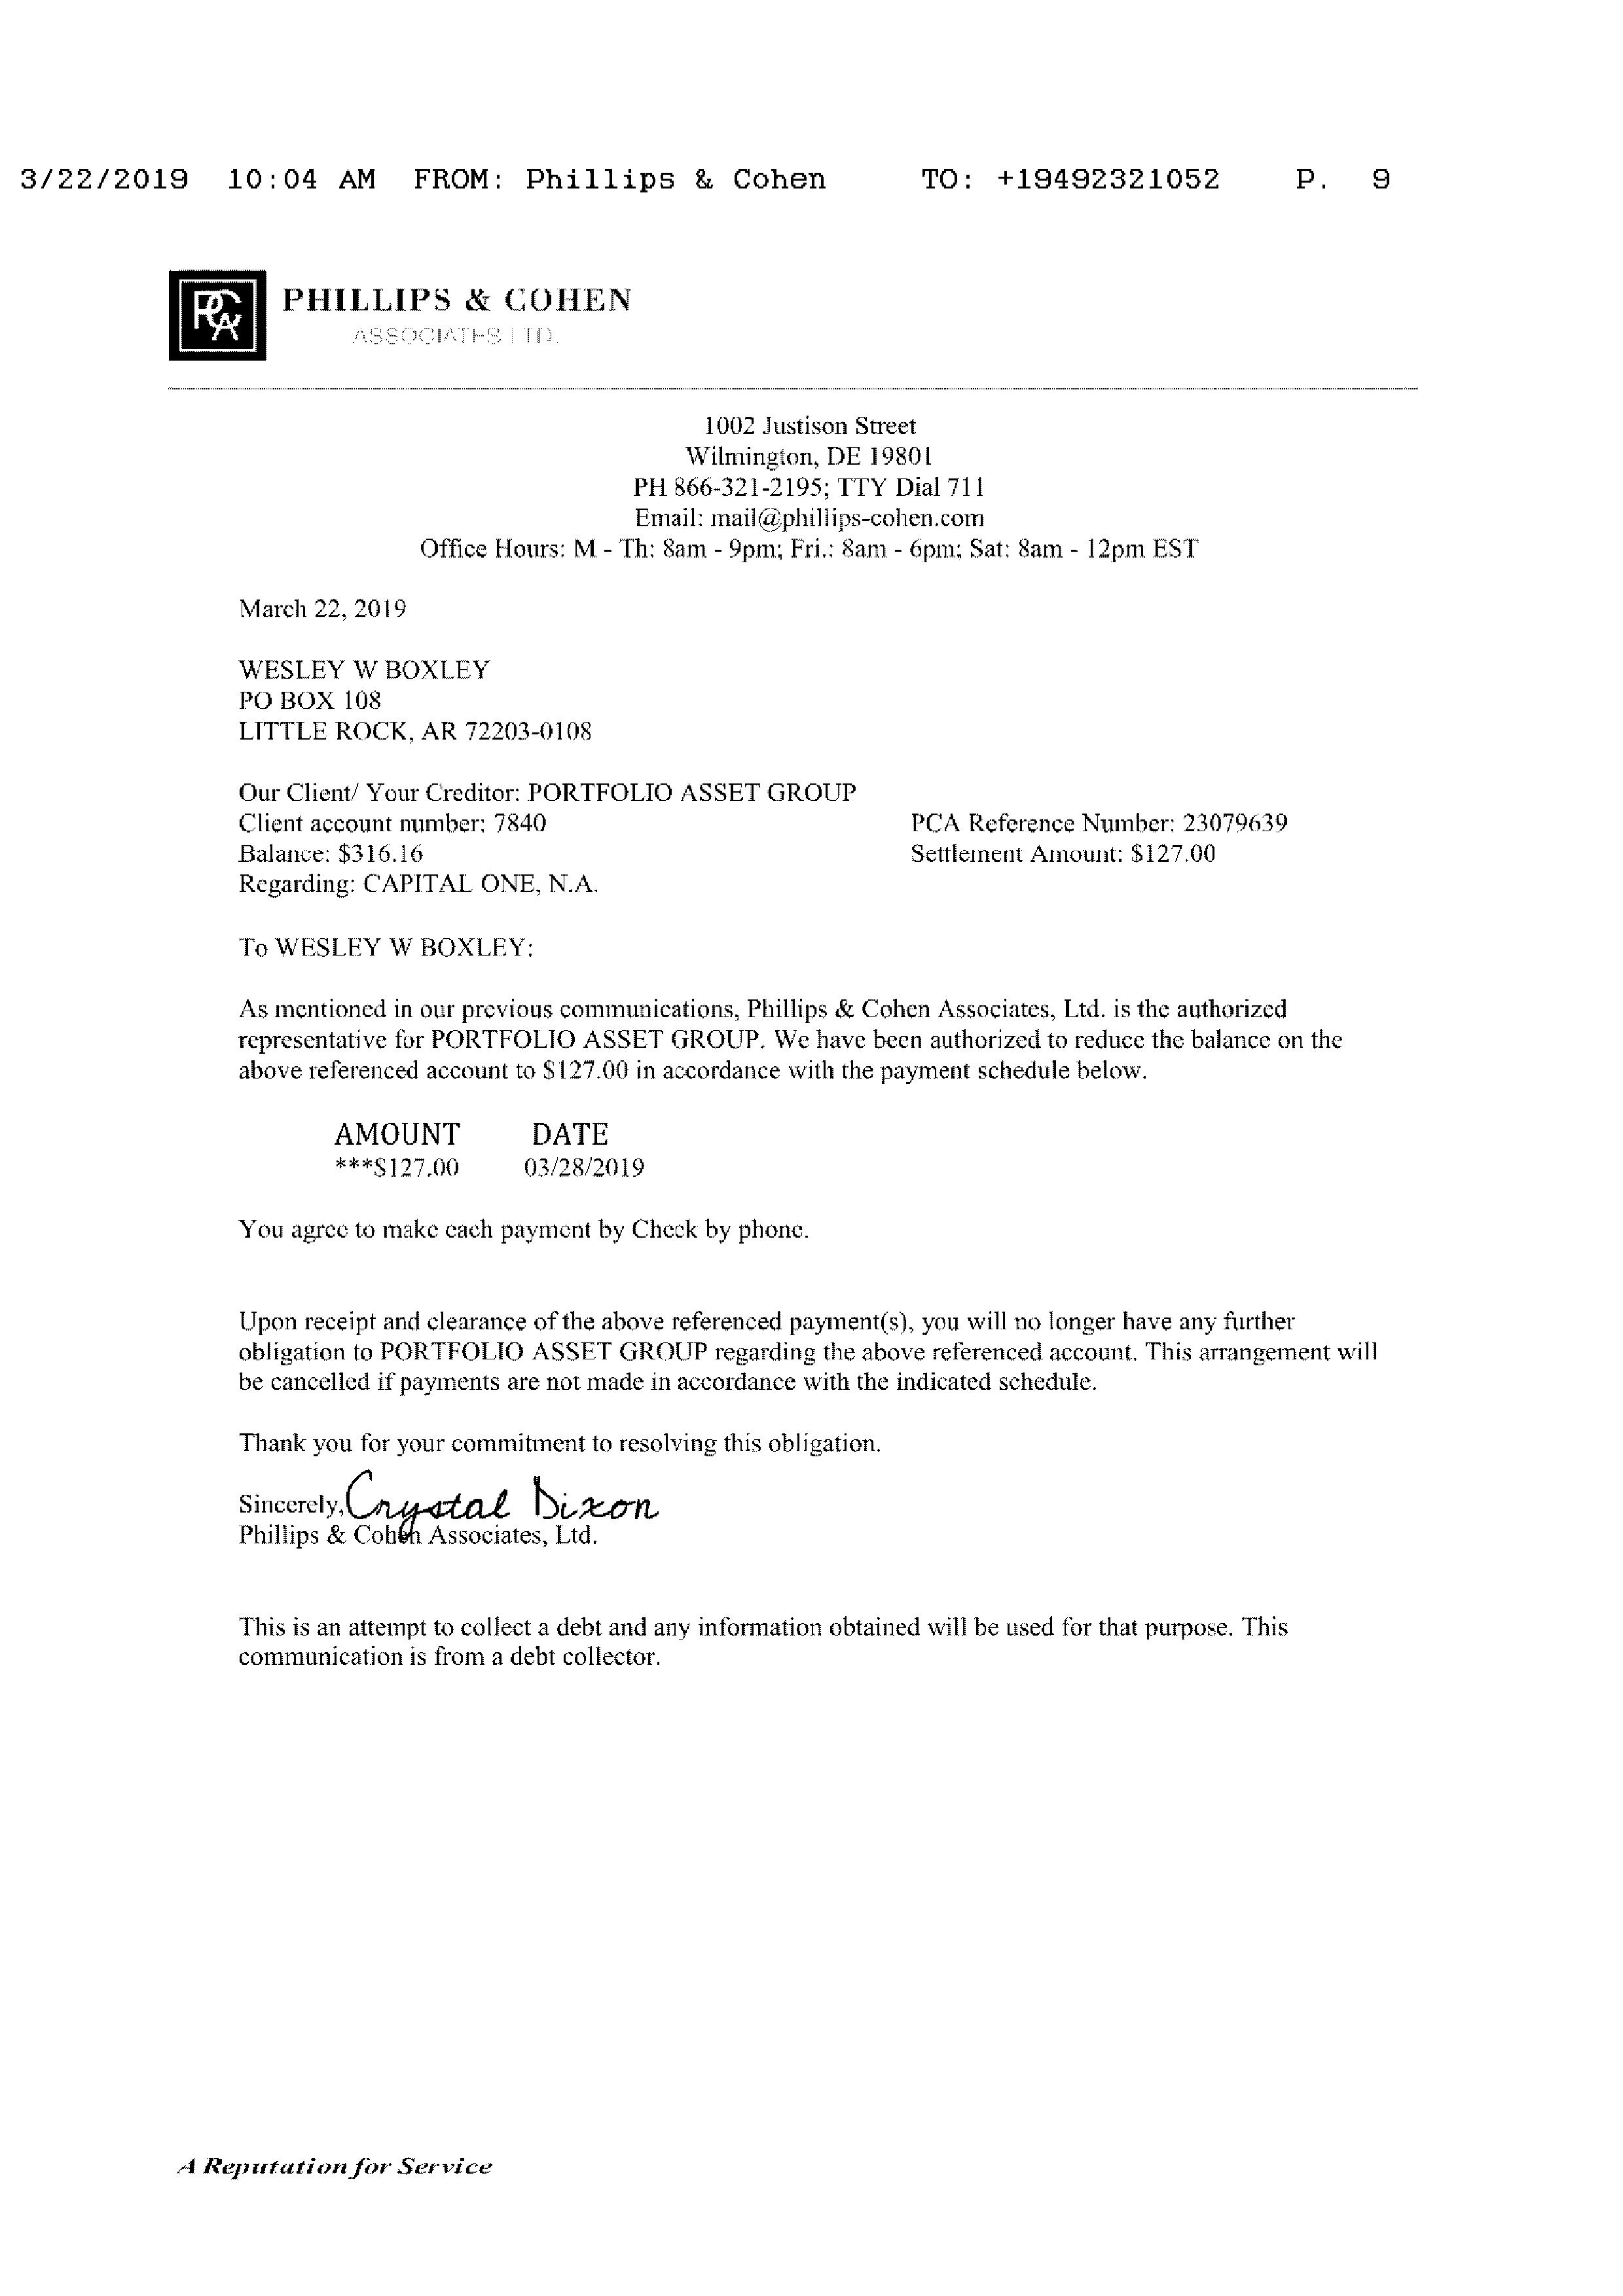 3/22/2019 10:04 AM FROM: Phillips & Cohen TO: +19492321052 P. 9
PCA
PHILLIPS & COHEN
ASSOCIATES LTD.
1002 Justison Street
Wilmington, DE 19801
PH 866-321-2195; TTY Dial 711
Email: mail@phillips-cohen.com
Office Hours: M - Th: 8am - 9pm; Fri.: 8am - 6pm; Sat: 8am - 12pm EST
March 22, 2019
WESLEY W BOXLEY
PO BOX 108
LITTLE ROCK, AR 72203-0108
Our Client/ Your Creditor: PORTFOLIO ASSET GROUP
Client account number: 7840 PCA Reference Number: 23079639
Balance: $316.16 Settlement Amount: $127.00
Regarding: CAPITAL ONE, N.A.
To WESLEY W BOXLEY:
As mentioned in our previous communications, Phillips & Cohen Associates, Ltd. is the authorized
representative for PORTFOLIO ASSET GROUP. We have been authorized to reduce the balance on the
above referenced account to $127.00 in accordance with the payment schedule below.
AMOUNT DATE
***$127.00 03/28/2019
You agree to make each payment by Check by phone.
Upon receipt and clearance of the above referenced payment(s), you will no longer have any further
obligation to PORTFOLIO ASSET GROUP regarding the above referenced account. This arrangement will
be cancelled if payments are not made in accordance with the indicated schedule.
Thank you for your commitment to resolving this obligation.
Sincerely, Crystal Dixon
Phillips & Cohen Associates, Ltd.
This is an attempt to collect a debt and any information obtained will be used for that purpose. This
communication is from a debt collector.
A Reputation for Service